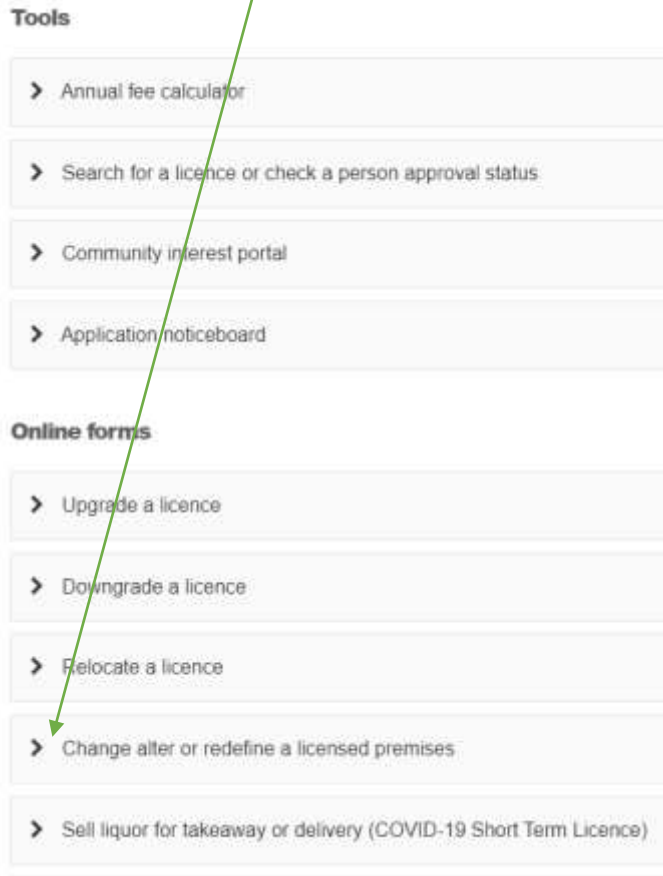 Tools
Annual fee calculator
Search for a licence or check a person approval status
Community interest portal
Application noticeboard
Online forms
Upgrade a licence
Downgrade a licence
Relocate a licence
Change alter or redefine a licensed premises
Sell liquor for takeaway or delivery (COVID-19 Short Term Licence)